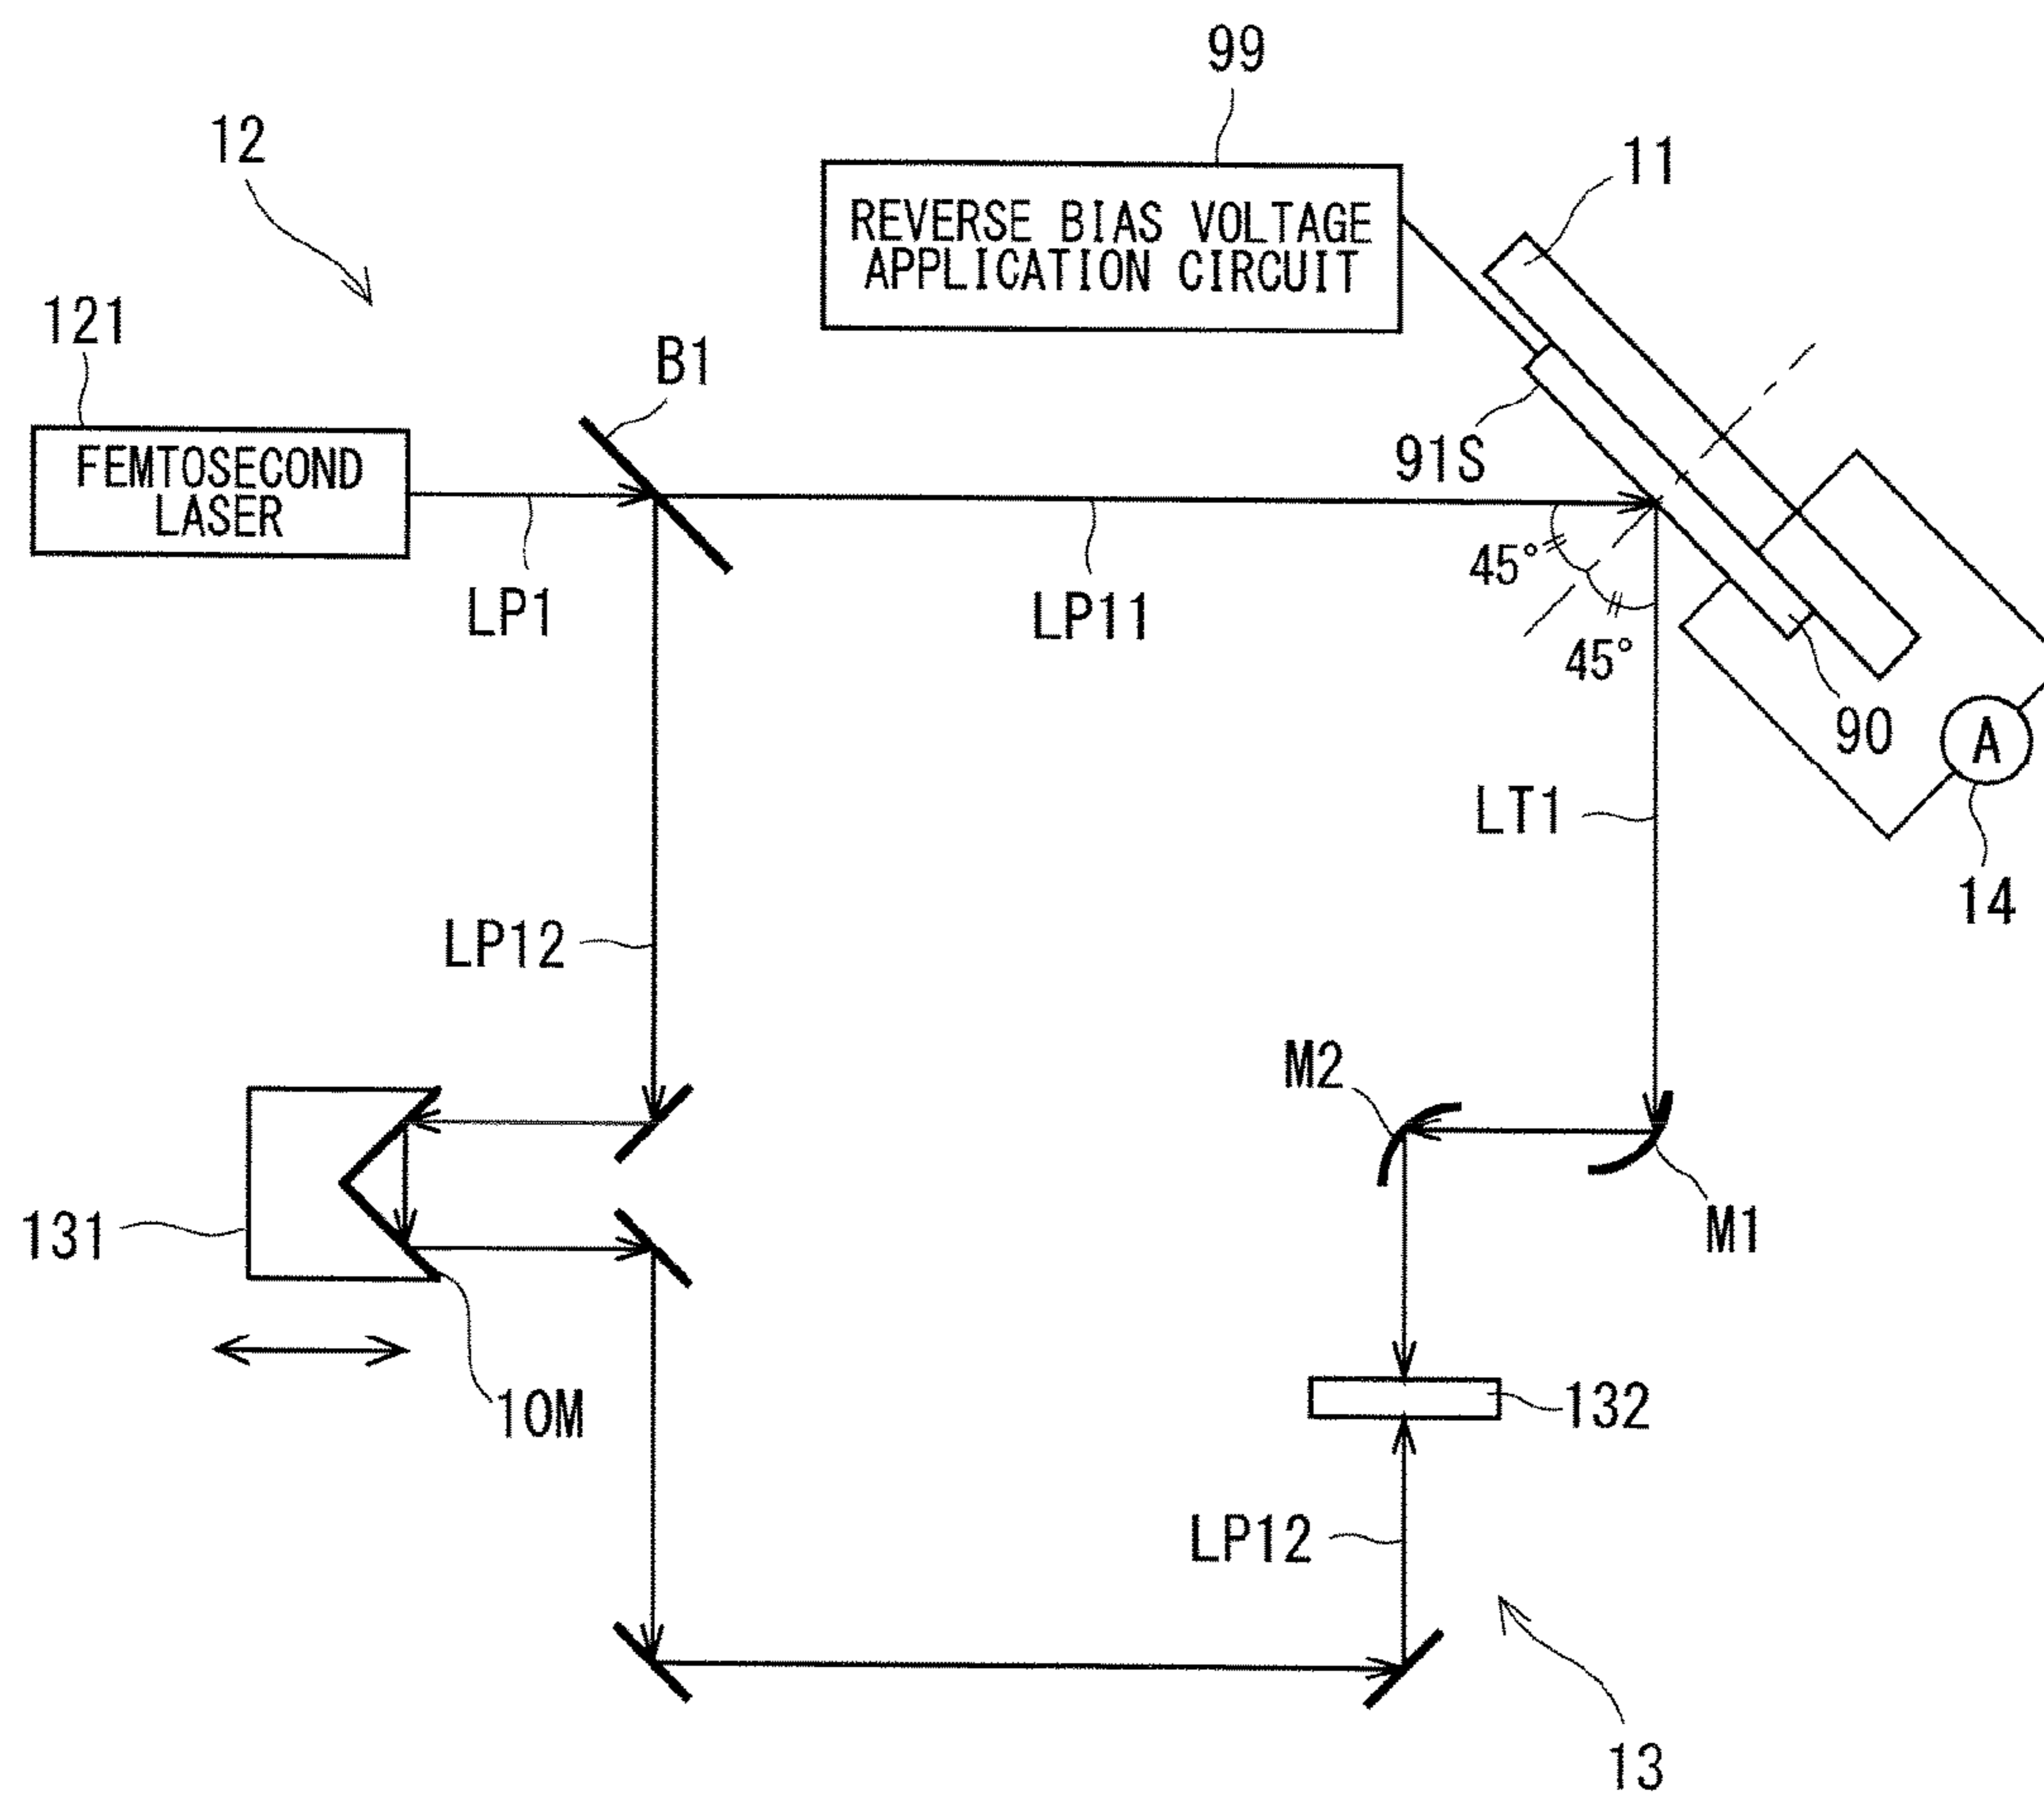 99
12
11
REVERSE BIAS VOLTAGE
APPLICATION CIRCUIT
121
B1
FEMTOSECOND
LASER
91S
45°
LP1
LP11
45°
90
A
LT1
14
LP12
M2
131
M1
10M
132
LP12
13